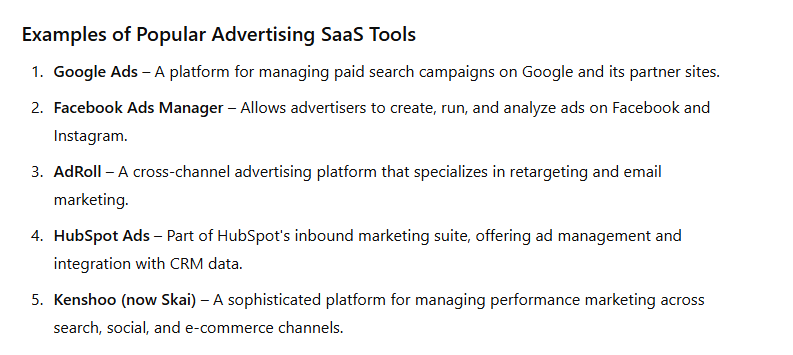 Examples of Popular Advertising SaaS Tools
1. Google Ads – A platform for managing paid search campaigns on Google and its partner sites.
2. Facebook Ads Manager – Allows advertisers to create, run, and analyze ads on Facebook and
Instagram.
3. AdRoll – A cross-channel advertising platform that specializes in retargeting and email
marketing.
4. HubSpot Ads – Part of HubSpot's inbound marketing suite, offering ad management and
integration with CRM data.
5. Kenshoo (now Skai) – A sophisticated platform for managing performance marketing across
search, social, and e-commerce channels.